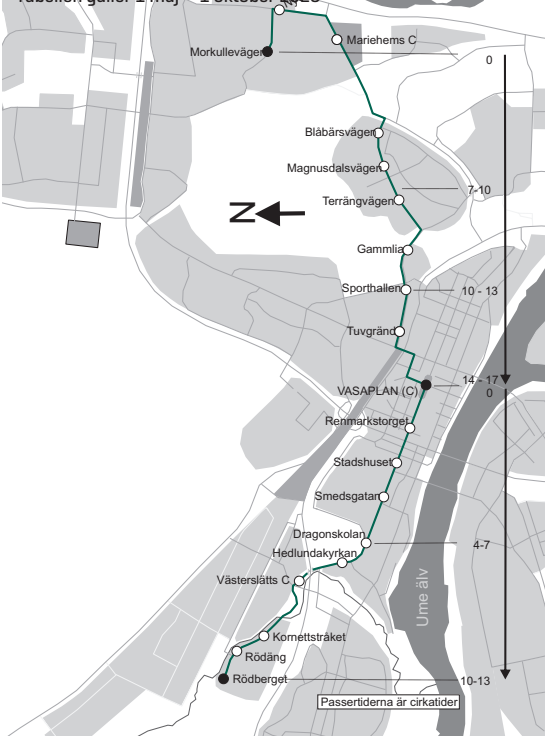 Tabellen gäller 1 maj – 1 oktober 2023
Mariehems C
Morkullevägen
0
Blåbärsvägen
Magnusdalsvägen
7-10
Terrängvägen
N
Gammlia
Sporthallen
10 - 13
Tuvgränd
14 - 17
VASAPLAN (C)
0
Renmarkstorget
Stadshuset
Smedsgatan
Dragonskolan
4-7
Hedlundakyrkan
Västerslätts C
Ume älv
Kornettstråket
Rödäng
Rödberget
10-13
Passertiderna är cirkatider